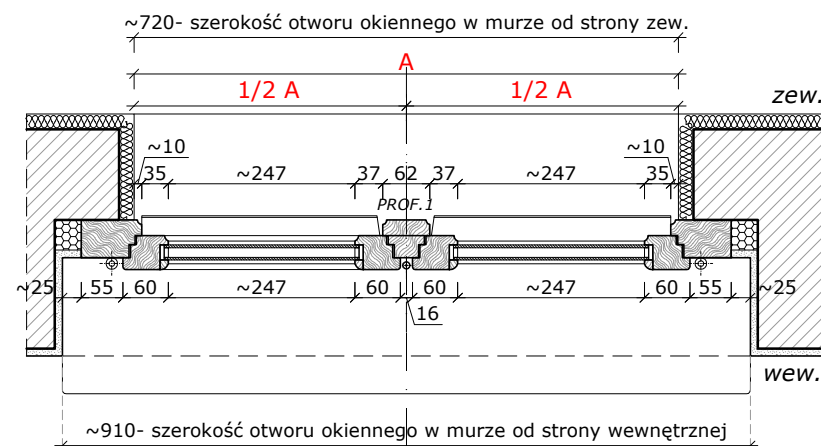 ~720- szerokość otworu okiennego w murze od strony zew.
A
1/2 A 1/2 A
zew.
~10 ~10
35 ~247 37 62 37 ~247 35
PROF.1
~25 55 60 ~247 60 60 ~247 60 55 ~25
16
wew.
~910- szerokość otworu okiennego w murze od strony wewnętrznej